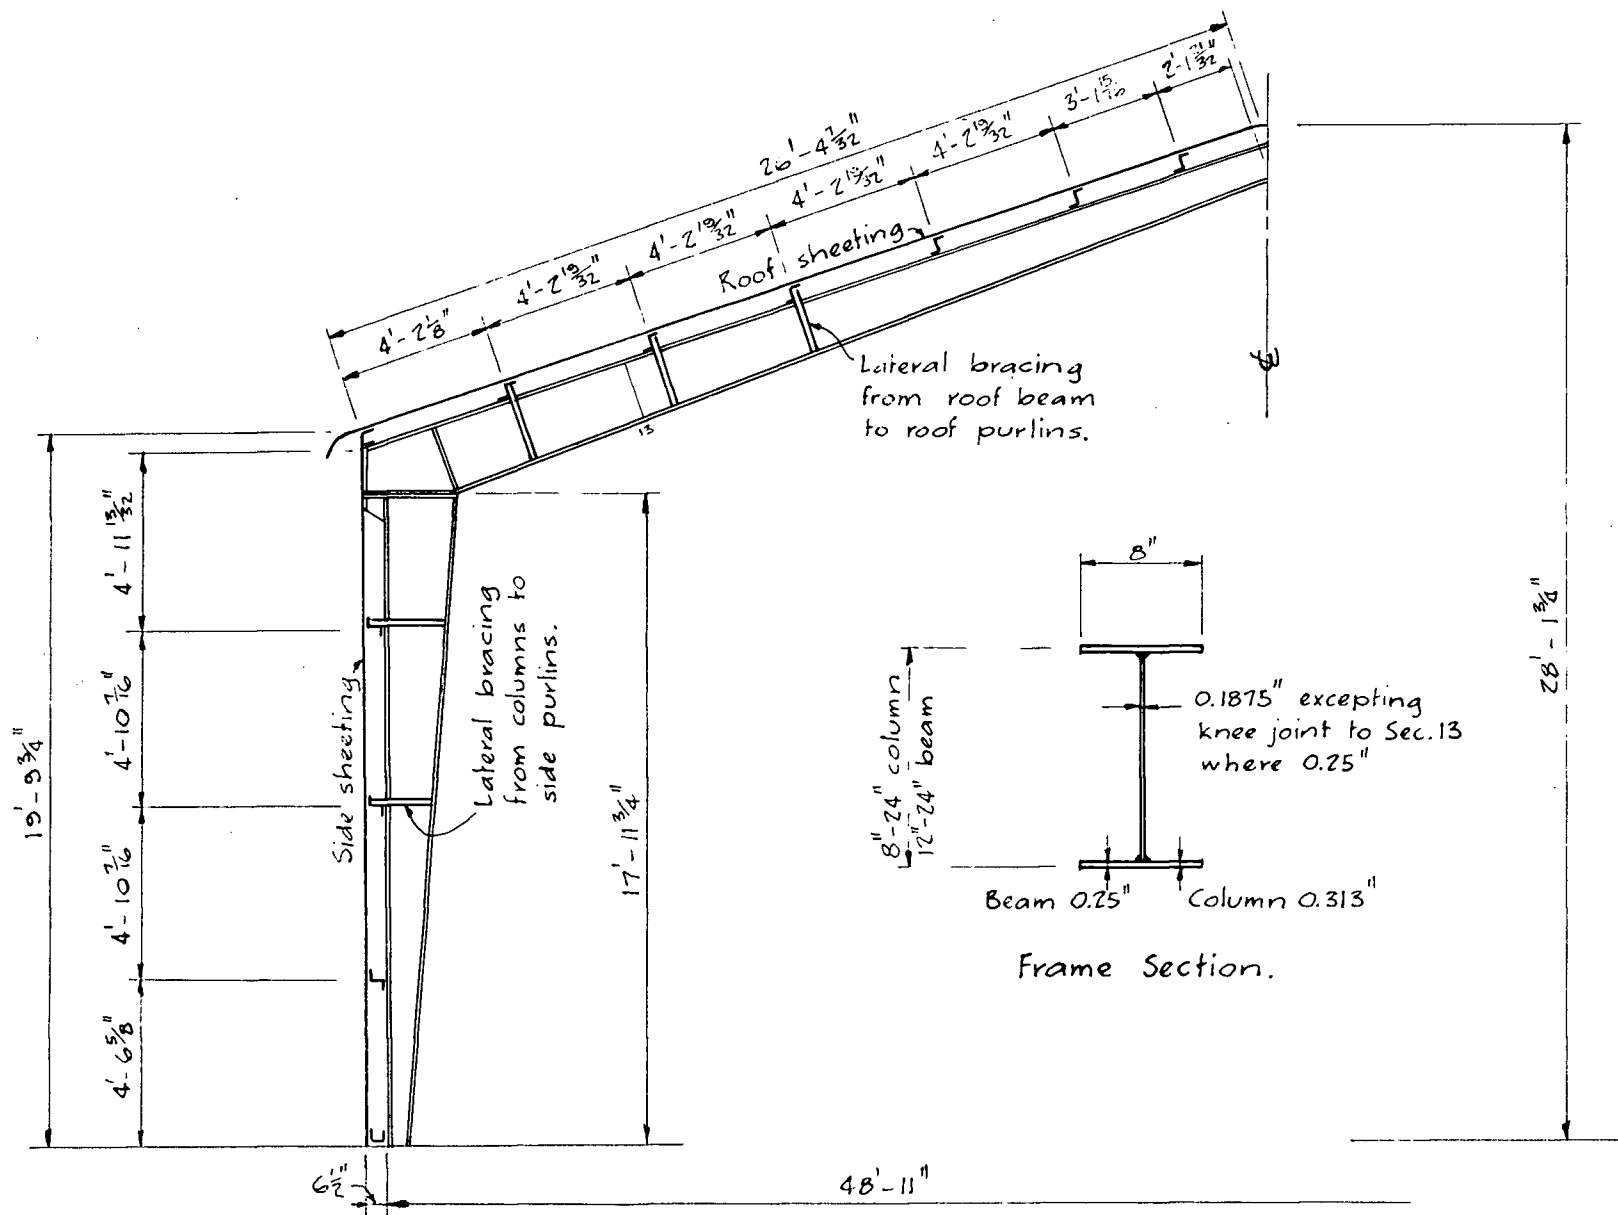 26'-4 7/32"
4'-2 1/8"
4'-2 19/32"
4'-2 19/32"
4'-2 19/32"
4'-2 19/32"
3'-1 15/16
2'-1 31/32"
Roof sheeting
Lateral bracing
from roof beam
to roof purlins.
13
19'-9 3/4"
4'-11 13/32
4'-10 7/16"
4'-10 7/16"
4'-6 5/8"
Side sheeting
Lateral bracing
from columns to
side purlins.
17'-11 3/4"
28'-1 3/4"
8"
8"-24" column
12"-24" beam
0.1875" excepting
knee joint to Sec.13
where 0.25"
Beam 0.25"
Column 0.313"
Frame Section.
6 1/2"
48'-11"